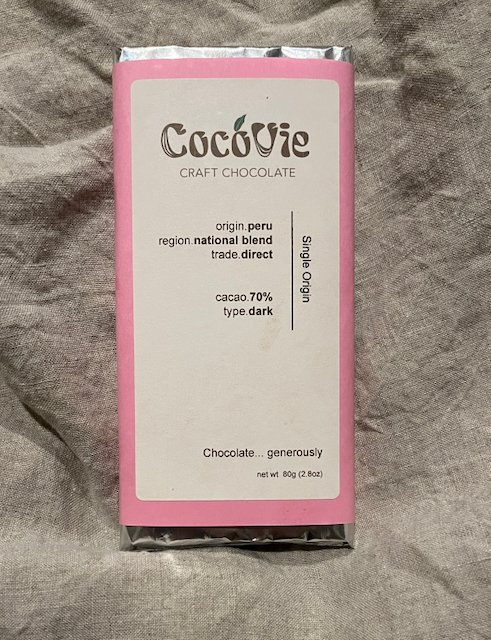 CocóVie
CRAFT CHOCOLATE
origin.peru
region.national blend
trade.direct
Single Origin
cacao.70%
type.dark
Chocolate... generously
net wt 80g (2.8oz)